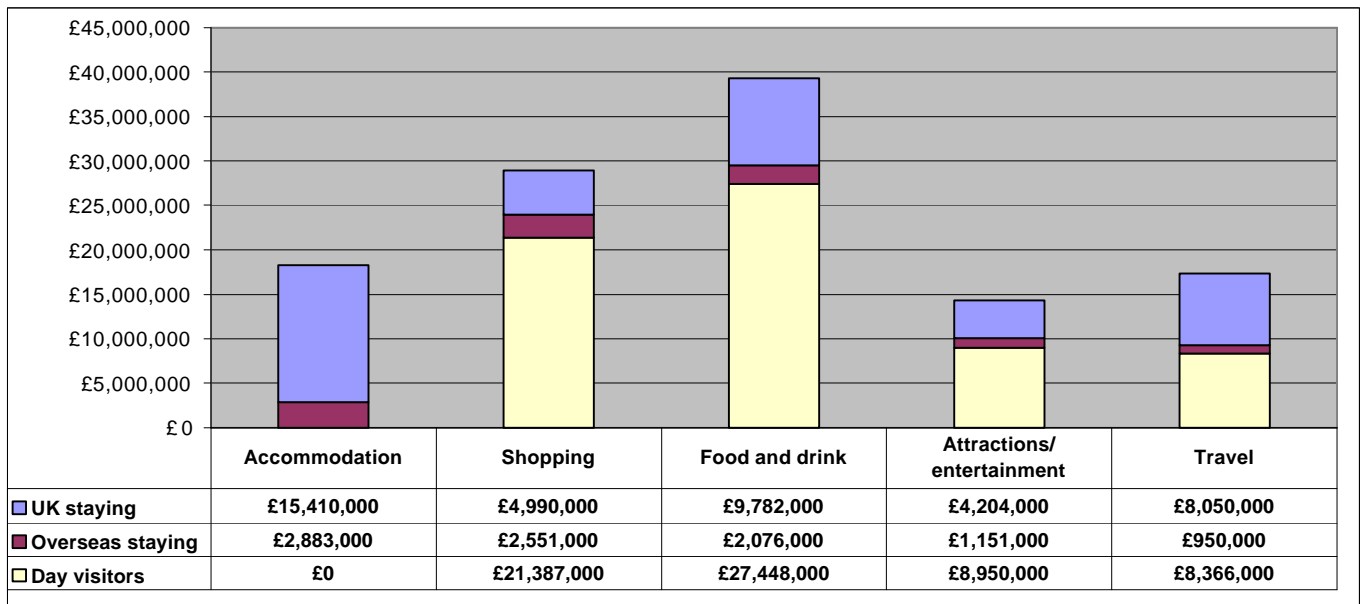 £45,000,000
£40,000,000
£35,000,000
£30,000,000
£25,000,000
£20,000,000
£15,000,000
£10,000,000
£5,000,000
£0
Accommodation Shopping Food and drink Attractions/ entertainment Travel
UK staying £15,410,000 £4,990,000 £9,782,000 £4,204,000 £8,050,000
Overseas staying £2,883,000 £2,551,000 £2,076,000 £1,151,000 £950,000
Day visitors £0 £21,387,000 £27,448,000 £8,950,000 £8,366,000